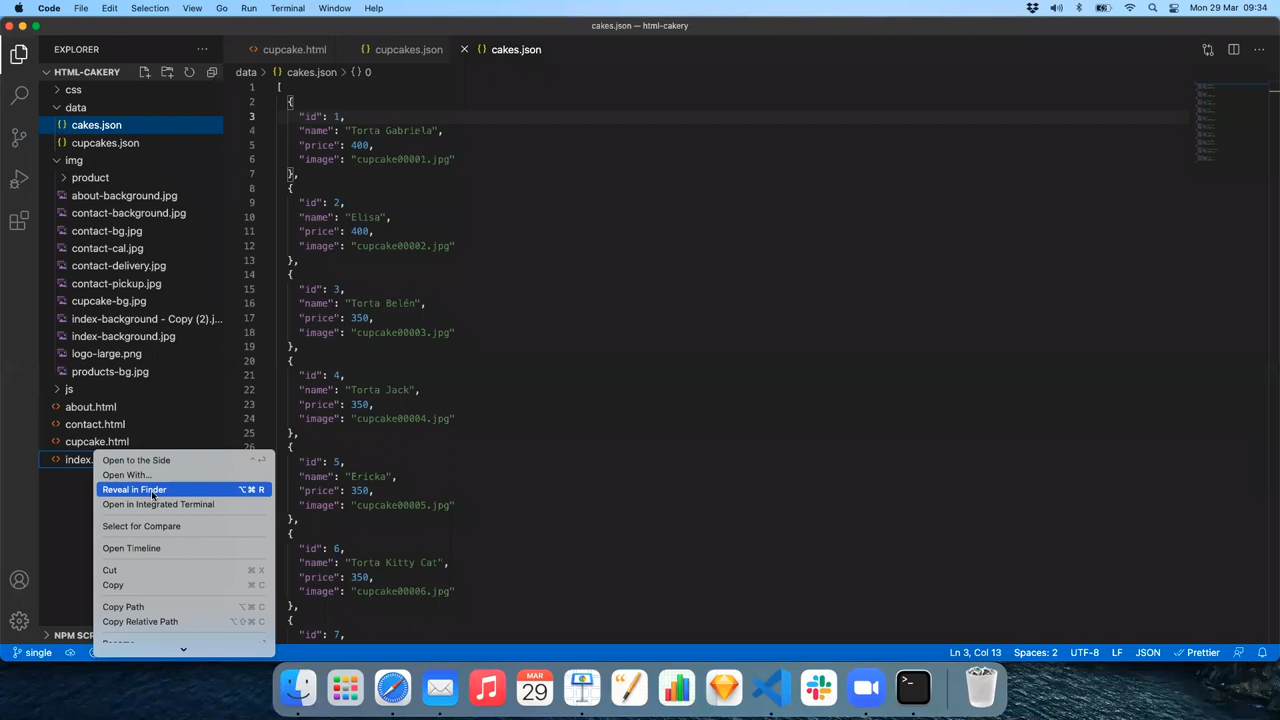 Code File Edit Selection View Go Run Terminal Window Help Mon 29 Mar 09:34
cakes.json — html-cakery
EXPLORER
HTML-CAKERY
css
data
cakes.json
cupcakes.json
img
product
about-background.jpg
contact-background.jpg
contact-bg.jpg
contact-cal.jpg
contact-delivery.jpg
contact-pickup.jpg
cupcake-bg.jpg
index-background - Copy (2).j...
index-background.jpg
logo-large.png
products-bg.jpg
js
about.html
contact.html
cupcake.html
index.
NPM SCR
Open to the Side
Open With...
Reveal in Finder ⌥⌘ R
Open in Integrated Terminal
Select for Compare
Open Timeline
Cut ⌘ X
Copy ⌘ C
Copy Path ⌥⌘ C
Copy Relative Path ⌥⇧⌘ C
cupcake.html cupcakes.json cakes.json
data > {} cakes.json > {} 0
1 [
2 {
3 "id": 1,
4 "name": "Torta Gabriela",
5 "price": 400,
6 "image": "cupcake00001.jpg"
7 },
8 {
9 "id": 2,
10 "name": "Elisa",
11 "price": 400,
12 "image": "cupcake00002.jpg"
13 },
14 {
15 "id": 3,
16 "name": "Torta Belén",
17 "price": 350,
18 "image": "cupcake00003.jpg"
19 },
20 {
21 "id": 4,
22 "name": "Torta Jack",
23 "price": 350,
24 "image": "cupcake00004.jpg"
25 },
26 {
"id": 5,
"name": "Ericka",
"price": 350,
"image": "cupcake00005.jpg"
},
{
"id": 6,
"name": "Torta Kitty Cat",
"price": 350,
"image": "cupcake00006.jpg"
},
{
"id": 7,
single Ln 3, Col 13 Spaces: 2 UTF-8 LF JSON Prettier
MAR
29